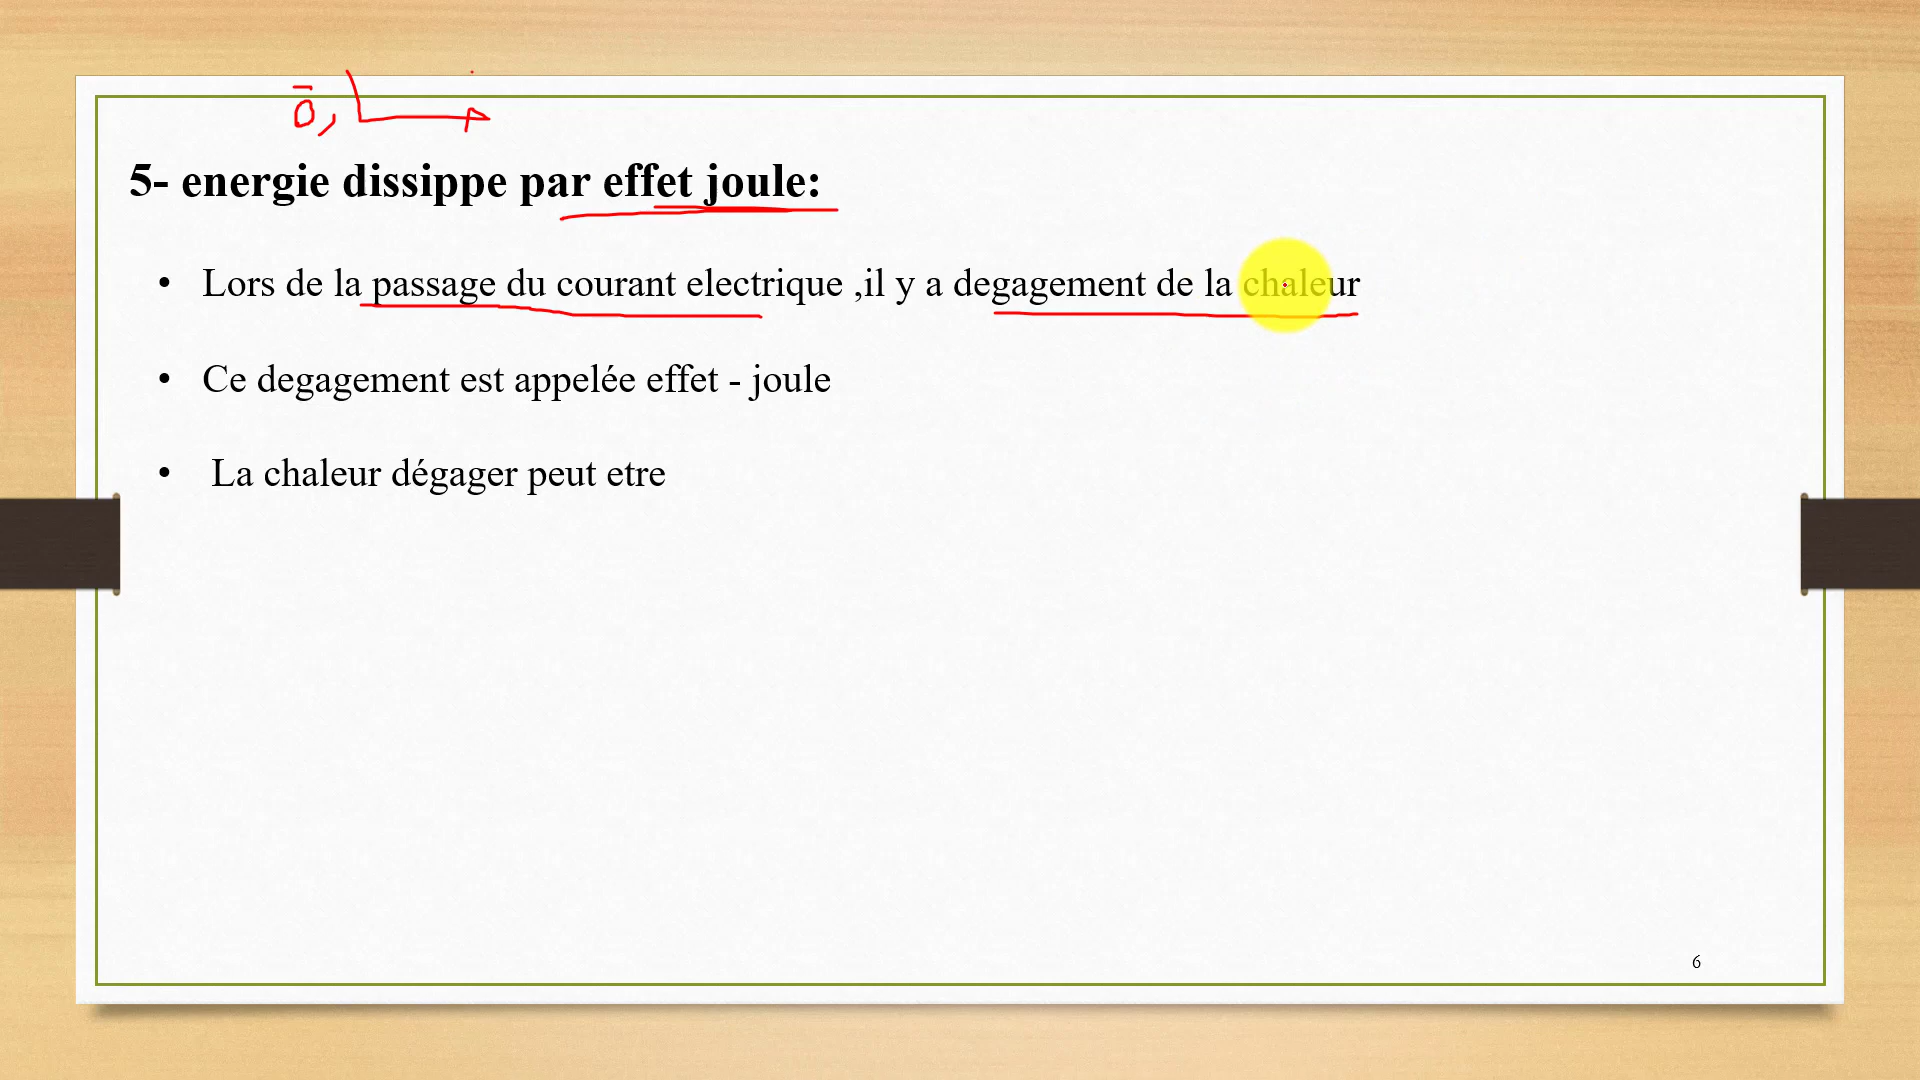 5- energie dissippe par effet joule:
• Lors de la passage du courant electrique ,il y a degagement de la chaleur
• Ce degagement est appelée effet - joule
• La chaleur dégager peut etre
6